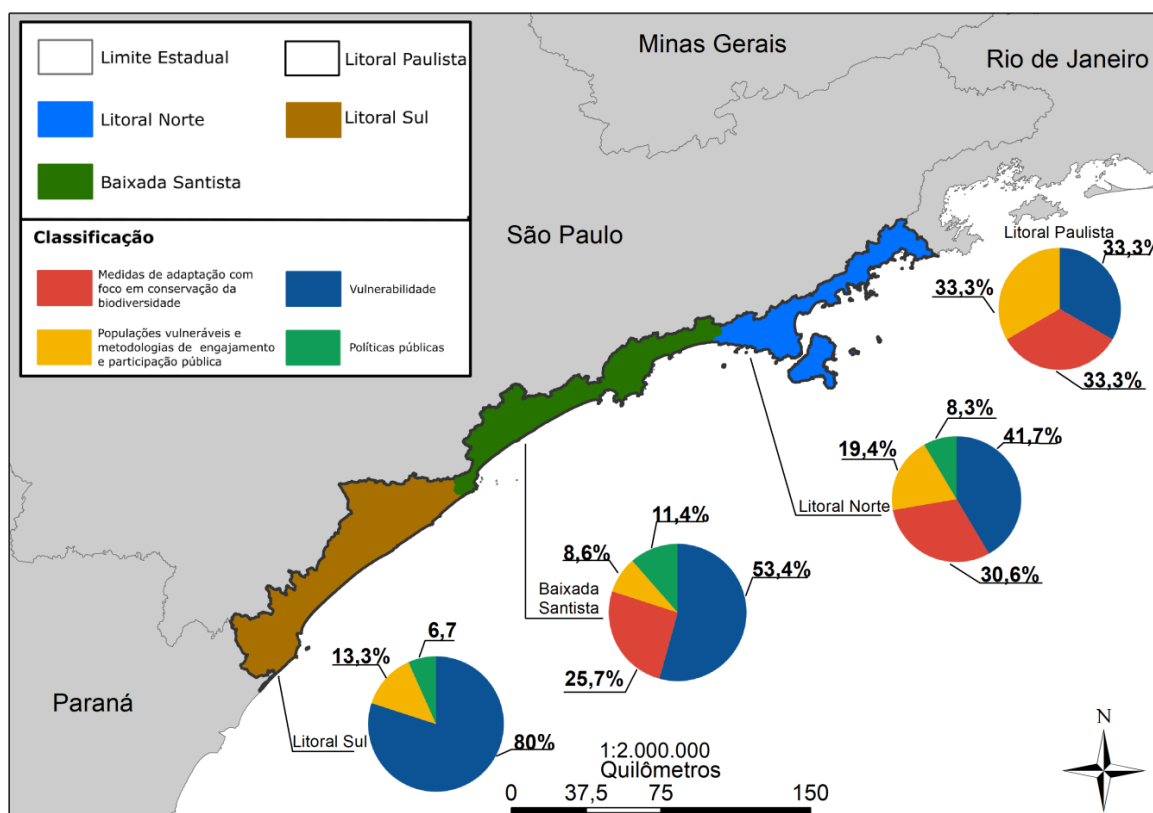 Minas Gerais
Rio de Janeiro
Limite Estadual
Litoral Paulista
Litoral Norte
Litoral Sul
Baixada Santista
Classificação
Medidas de adaptação com
foco em conservação da
biodiversidade
Vulnerabilidade
Populações vulneráveis e
metodologias de engajamento
e participação pública
Políticas públicas
São Paulo
Litoral Paulista
33,3%
33,3%
33,3%
8,3%
19,4%
41,7%
Litoral Norte
30,6%
11,4%
8,6%
53,4%
Baixada
Santista
25,7%
6,7
13,3%
Paraná
Litoral Sul
80%
1:2.000.000
Quilômetros
0 37,5 75 150
N